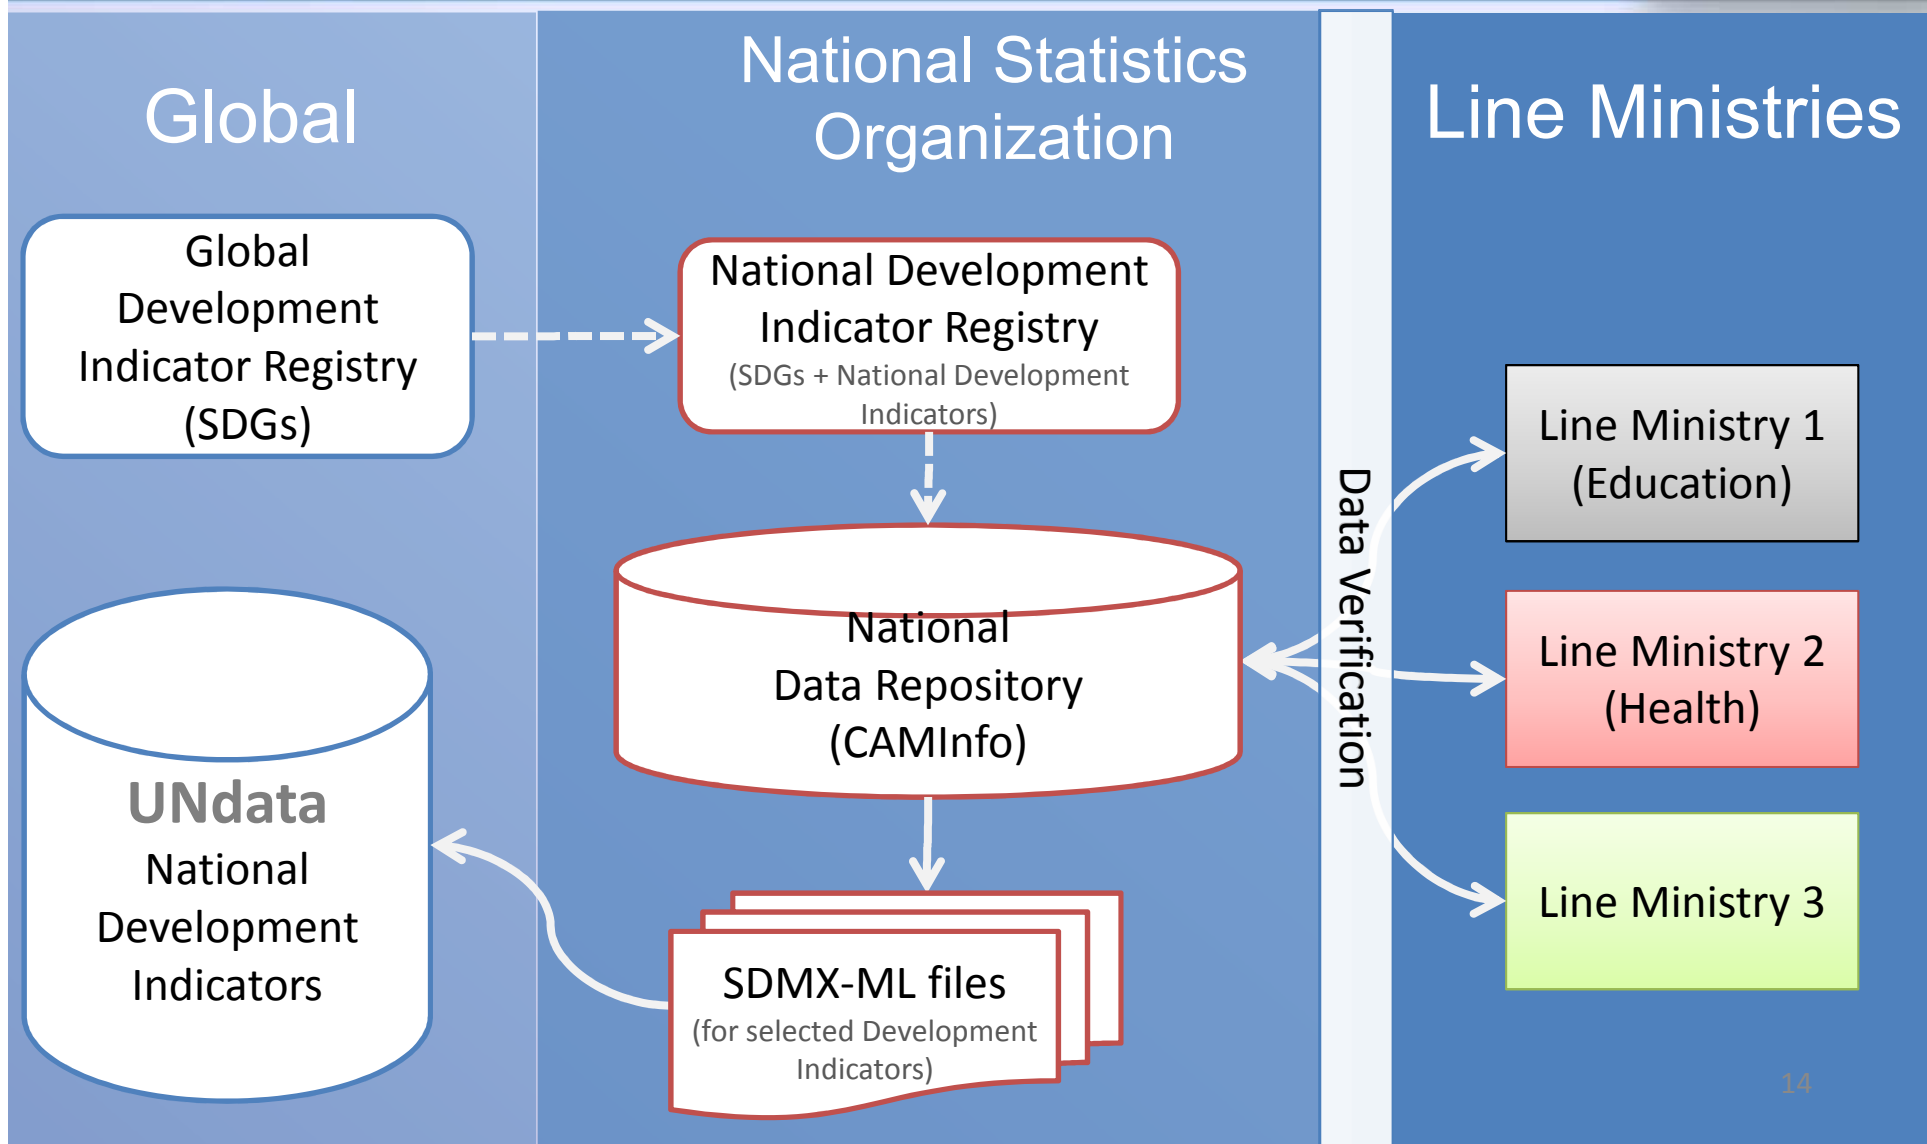 Global
Global
Development
Indicator Registry
(SDGs)
UNdata
National
Development
Indicators
National Statistics
Organization
National Development
Indicator Registry
(SDGs + National Development
Indicators)
National
Data Repository
(CAMInfo)
SDMX-ML files
(for selected Development
Indicators)
Data Verification
Line Ministries
Line Ministry 1
(Education)
Line Ministry 2
(Health)
Line Ministry 3
14